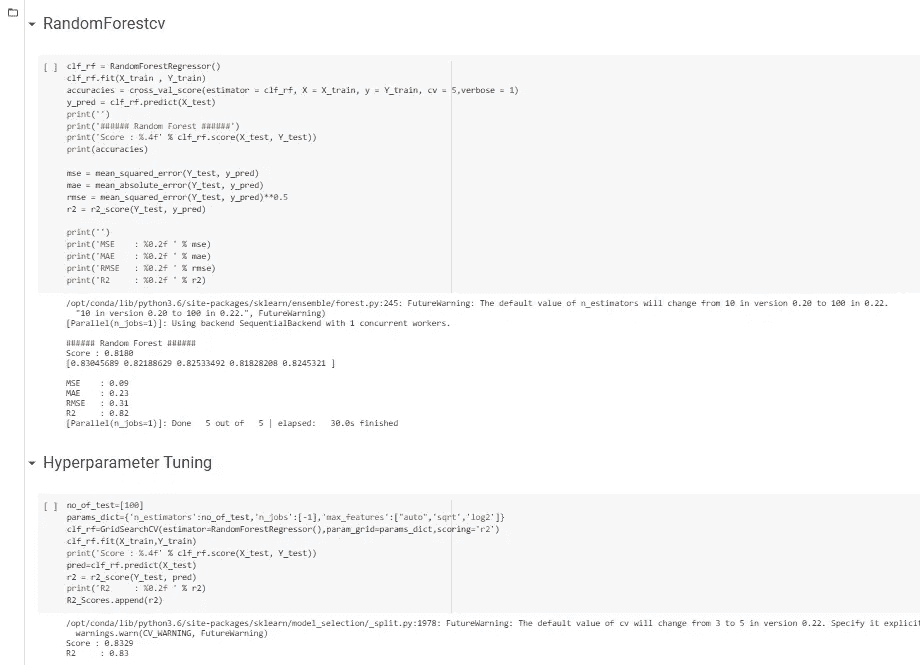 RandomForestcv
[ ] clf_rf = RandomForestRegressor()
clf_rf.fit(X_train , Y_train)
accuracies = cross_val_score(estimator = clf_rf, X = X_train, y = Y_train, cv = 5,verbose = 1)
y_pred = clf_rf.predict(X_test)
print('')
print('###### Random Forest ######')
print('Score : %.4f' % clf_rf.score(X_test, Y_test))
print(accuracies)
mse = mean_squared_error(Y_test, y_pred)
mae = mean_absolute_error(Y_test, y_pred)
rmse = mean_squared_error(Y_test, y_pred)**0.5
r2 = r2_score(Y_test, y_pred)
print('')
print('MSE    : %0.2f ' % mse)
print('MAE    : %0.2f ' % mae)
print('RMSE   : %0.2f ' % rmse)
print('R2     : %0.2f ' % r2)
/opt/conda/lib/python3.6/site-packages/sklearn/ensemble/forest.py:245: FutureWarning: The default value of n_estimators will change from 10 in version 0.20 to 100 in 0.22.
"10 in version 0.20 to 100 in 0.22.", FutureWarning)
[Parallel(n_jobs=1)]: Using backend SequentialBackend with 1 concurrent workers.
###### Random Forest ######
Score : 0.8180
[0.83045689 0.82188629 0.82533492 0.81828208 0.8245321 ]
MSE    : 0.09
MAE    : 0.23
RMSE   : 0.31
R2     : 0.82
[Parallel(n_jobs=1)]: Done   5 out of   5 | elapsed:   30.0s finished
Hyperparameter Tuning
[ ] no_of_test=[100]
params_dict={'n_estimators':no_of_test,'n_jobs':[-1],'max_features':["auto",'sqrt','log2']}
clf_rf=GridSearchCV(estimator=RandomForestRegressor(),param_grid=params_dict,scoring='r2')
clf_rf.fit(X_train,Y_train)
print('Score : %.4f' % clf_rf.score(X_test, Y_test))
pred=clf_rf.predict(X_test)
r2 = r2_score(Y_test, pred)
print('R2     : %0.2f ' % r2)
R2_Scores.append(r2)
/opt/conda/lib/python3.6/site-packages/sklearn/model_selection/_split.py:1978: FutureWarning: The default value of cv will change from 3 to 5 in version 0.22. Specify it explicit
warnings.warn(CV_WARNING, FutureWarning)
Score : 0.8329
R2     : 0.83